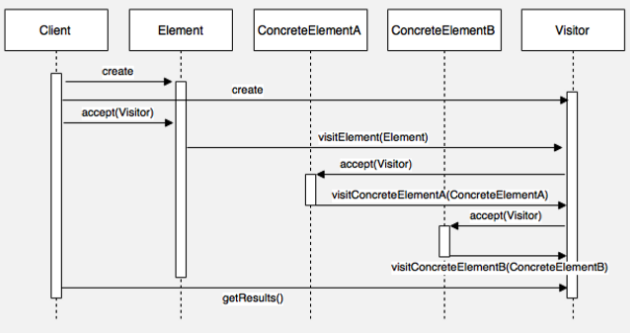 Client
Element
ConcreteElementA
ConcreteElementB
Visitor
create
create
accept(Visitor)
visitElement(Element)
accept(Visitor)
visitConcreteElementA(ConcreteElementA)
accept(Visitor)
visitConcreteElementB(ConcreteElementB)
getResults()